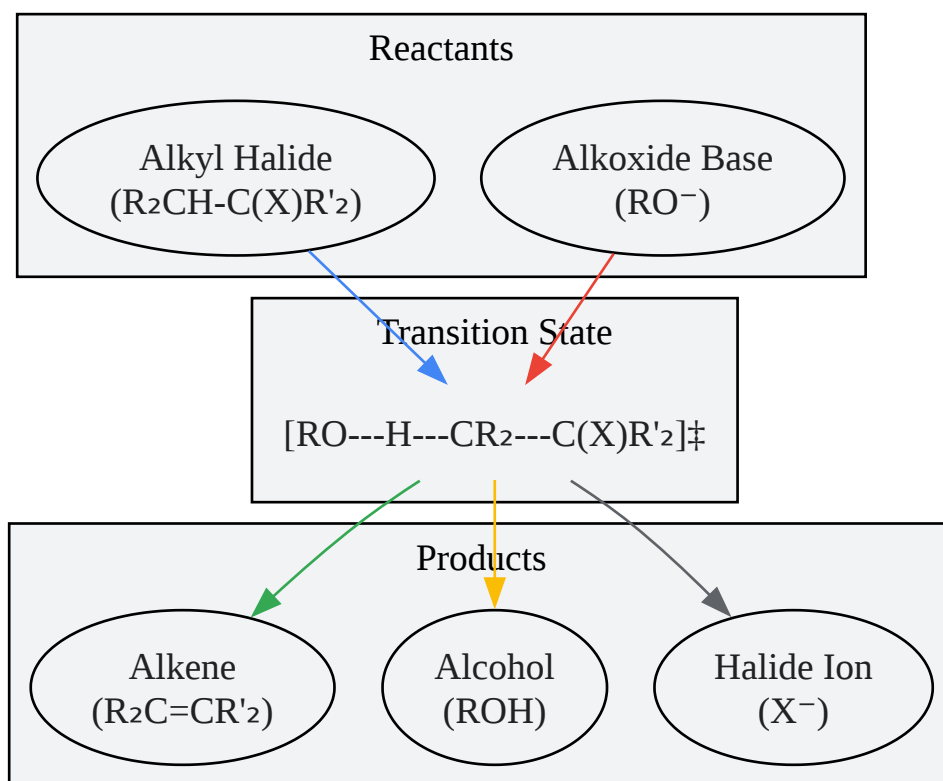 Reactants
Alkyl Halide
(R₂CH-C(X)R'₂)
Alkoxide Base
(RO⁻)
Transition State
[RO---H---CR₂---C(X)R'₂]‡
Products
Alkene
(R₂C=CR'₂)
Alcohol
(ROH)
Halide Ion
(X⁻)